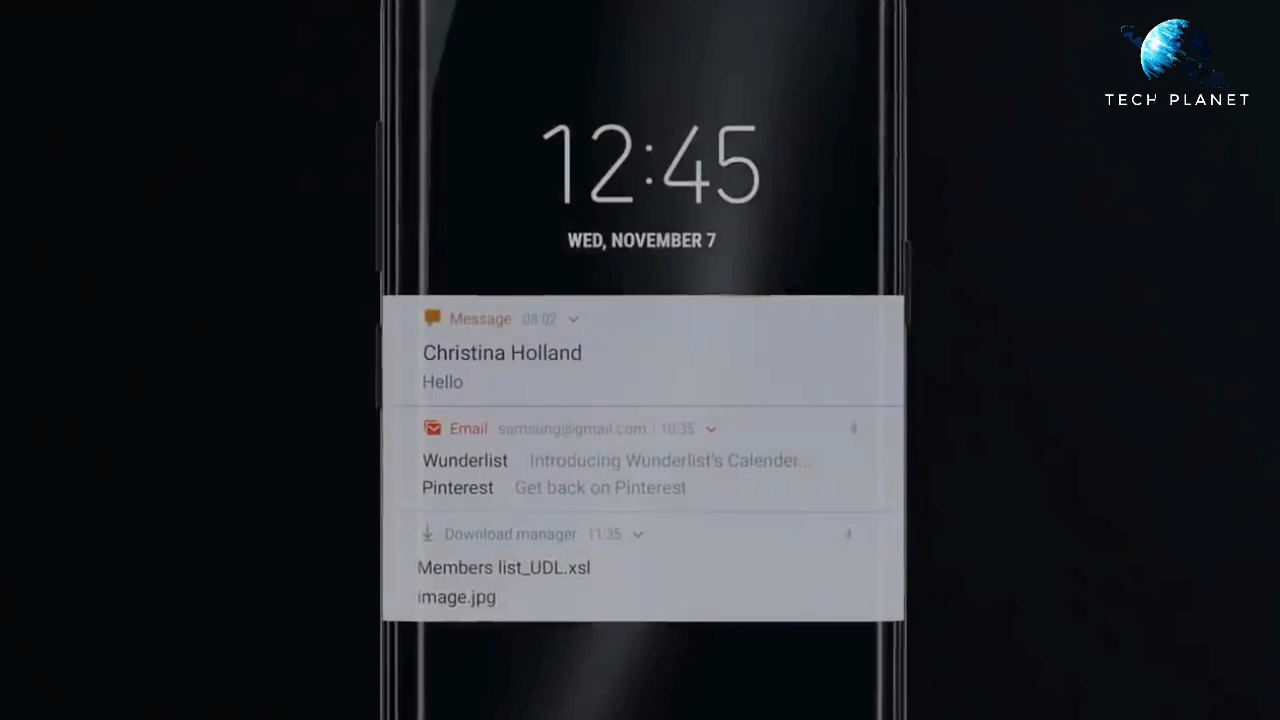 TECH PLANET
12:45
WED, NOVEMBER 7
Message 08:02
Christina Holland
Hello
Email samsung@gmail.com | 10:35
Wunderlist Introducing Wunderlist's Calender...
Pinterest Get back on Pinterest
Download manager 11:35
Members list_UDL.xsl
image.jpg